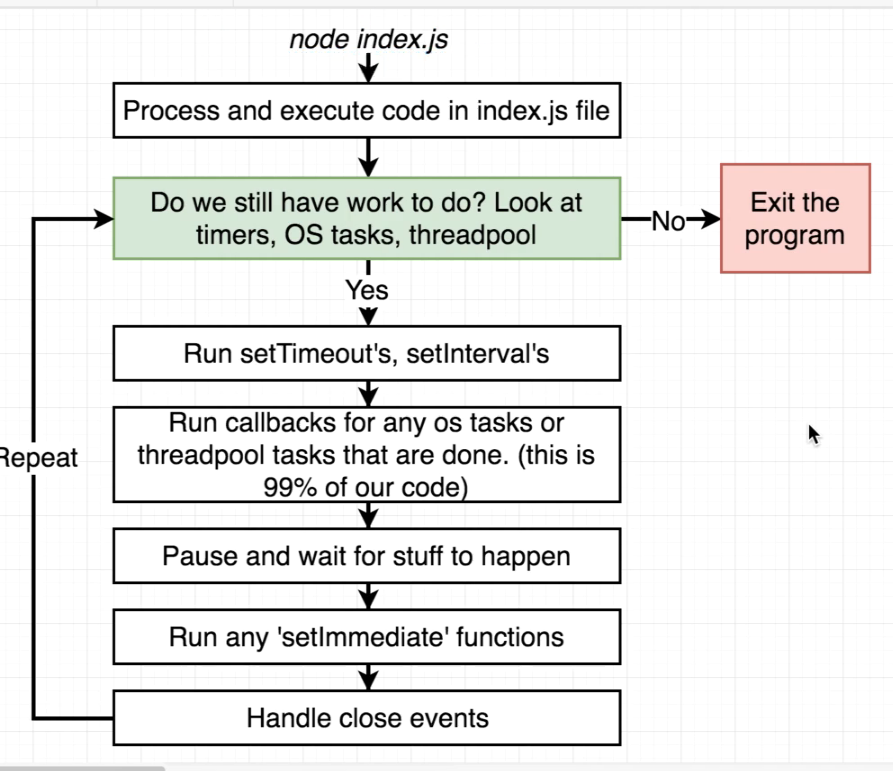 node index.js
Process and execute code in index.js file
Do we still have work to do? Look at
timers, OS tasks, threadpool
No
Exit the
program
Yes
Run setTimeout's, setInterval's
Run callbacks for any os tasks or
threadpool tasks that are done. (this is
99% of our code)
Repeat
Pause and wait for stuff to happen
Run any 'setImmediate' functions
Handle close events